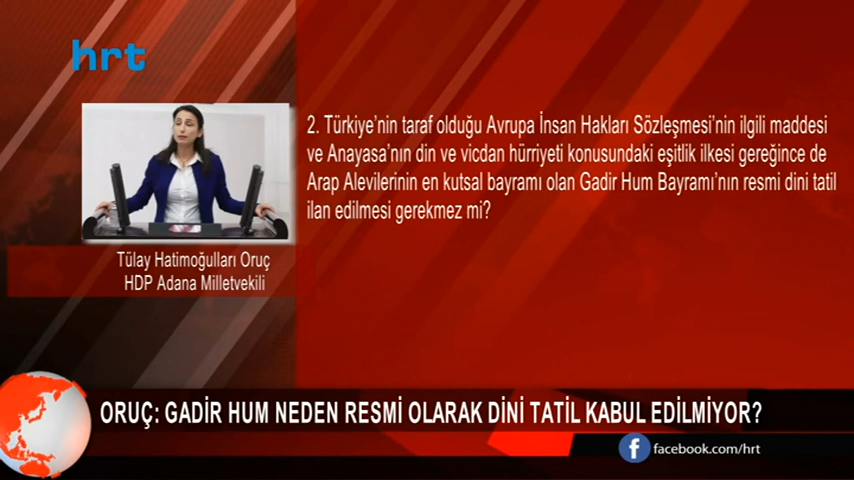 hrt
2. Türkiye’nin taraf olduğu Avrupa İnsan Hakları Sözleşmesi’nin ilgili maddesi
ve Anayasa’nın din ve vicdan hürriyeti konusundaki eşitlik ilkesi gereğince de
Arap Alevilerinin en kutsal bayramı olan Gadir Hum Bayramı’nın resmi dini tatil
ilan edilmesi gerekmez mi?
Tülay Hatimoğulları Oruç
HDP Adana Milletvekili
ORUÇ: GADİR HUM NEDEN RESMİ OLARAK DİNİ TATİL KABUL EDİLMİYOR?
facebook.com/hrt